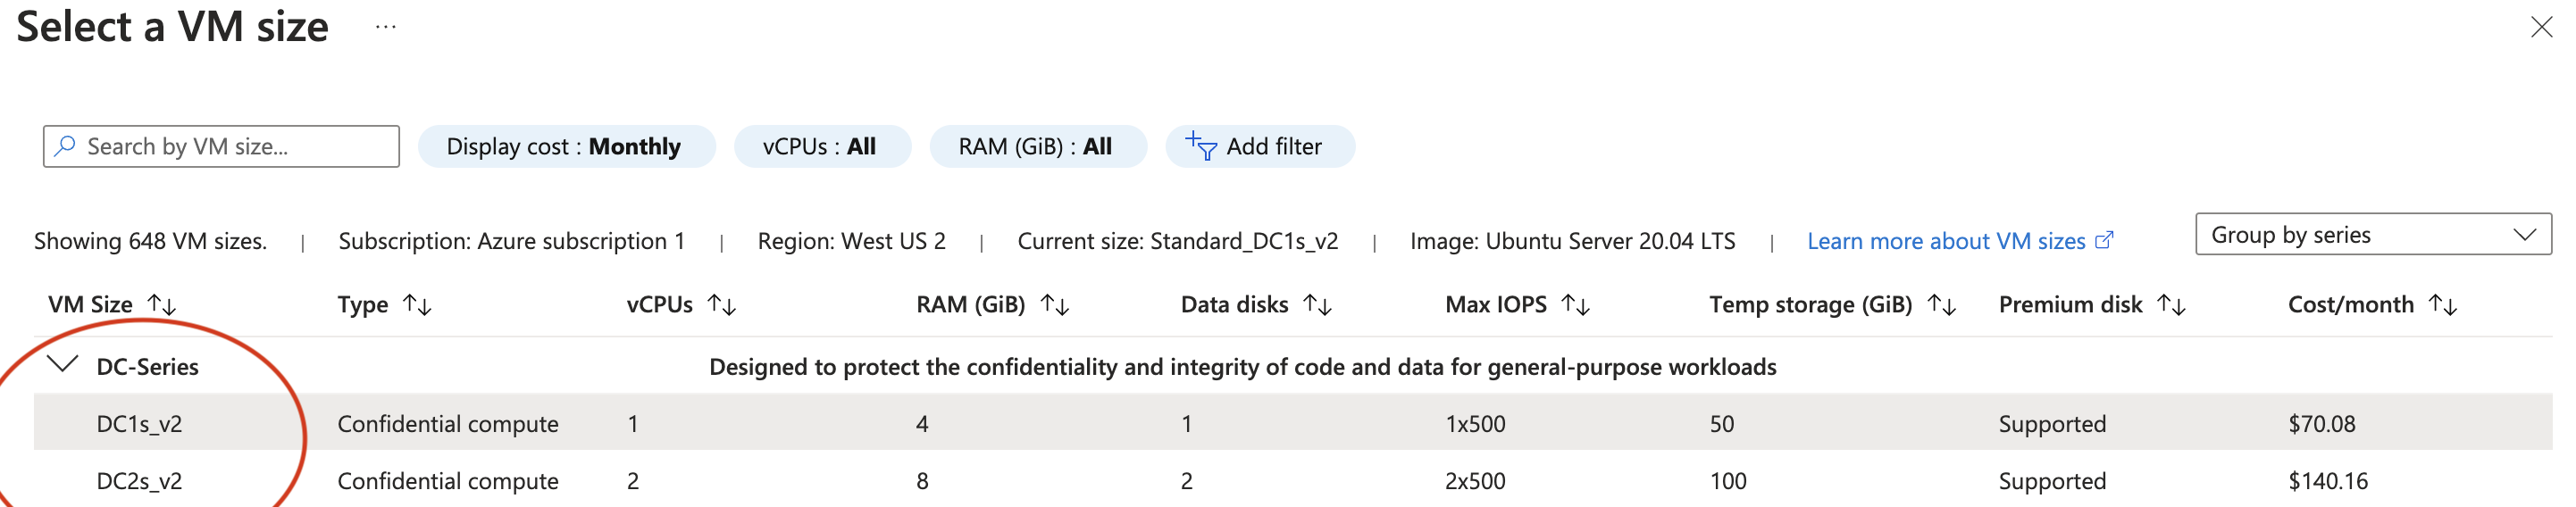 Select a VM size ...
Search by VM size... Display cost : Monthly vCPUs : All RAM (GiB) : All Add filter
Showing 648 VM sizes. | Subscription: Azure subscription 1 | Region: West US 2 | Current size: Standard_DC1s_v2 | Image: Ubuntu Server 20.04 LTS | Learn more about VM sizes Group by series
VM Size Type vCPUs RAM (GiB) Data disks Max IOPS Temp storage (GiB) Premium disk Cost/month
DC-Series Designed to protect the confidentiality and integrity of code and data for general-purpose workloads
DC1s_v2 Confidential compute 1 4 1 1x500 50 Supported $70.08
DC2s_v2 Confidential compute 2 8 2 2x500 100 Supported $140.16